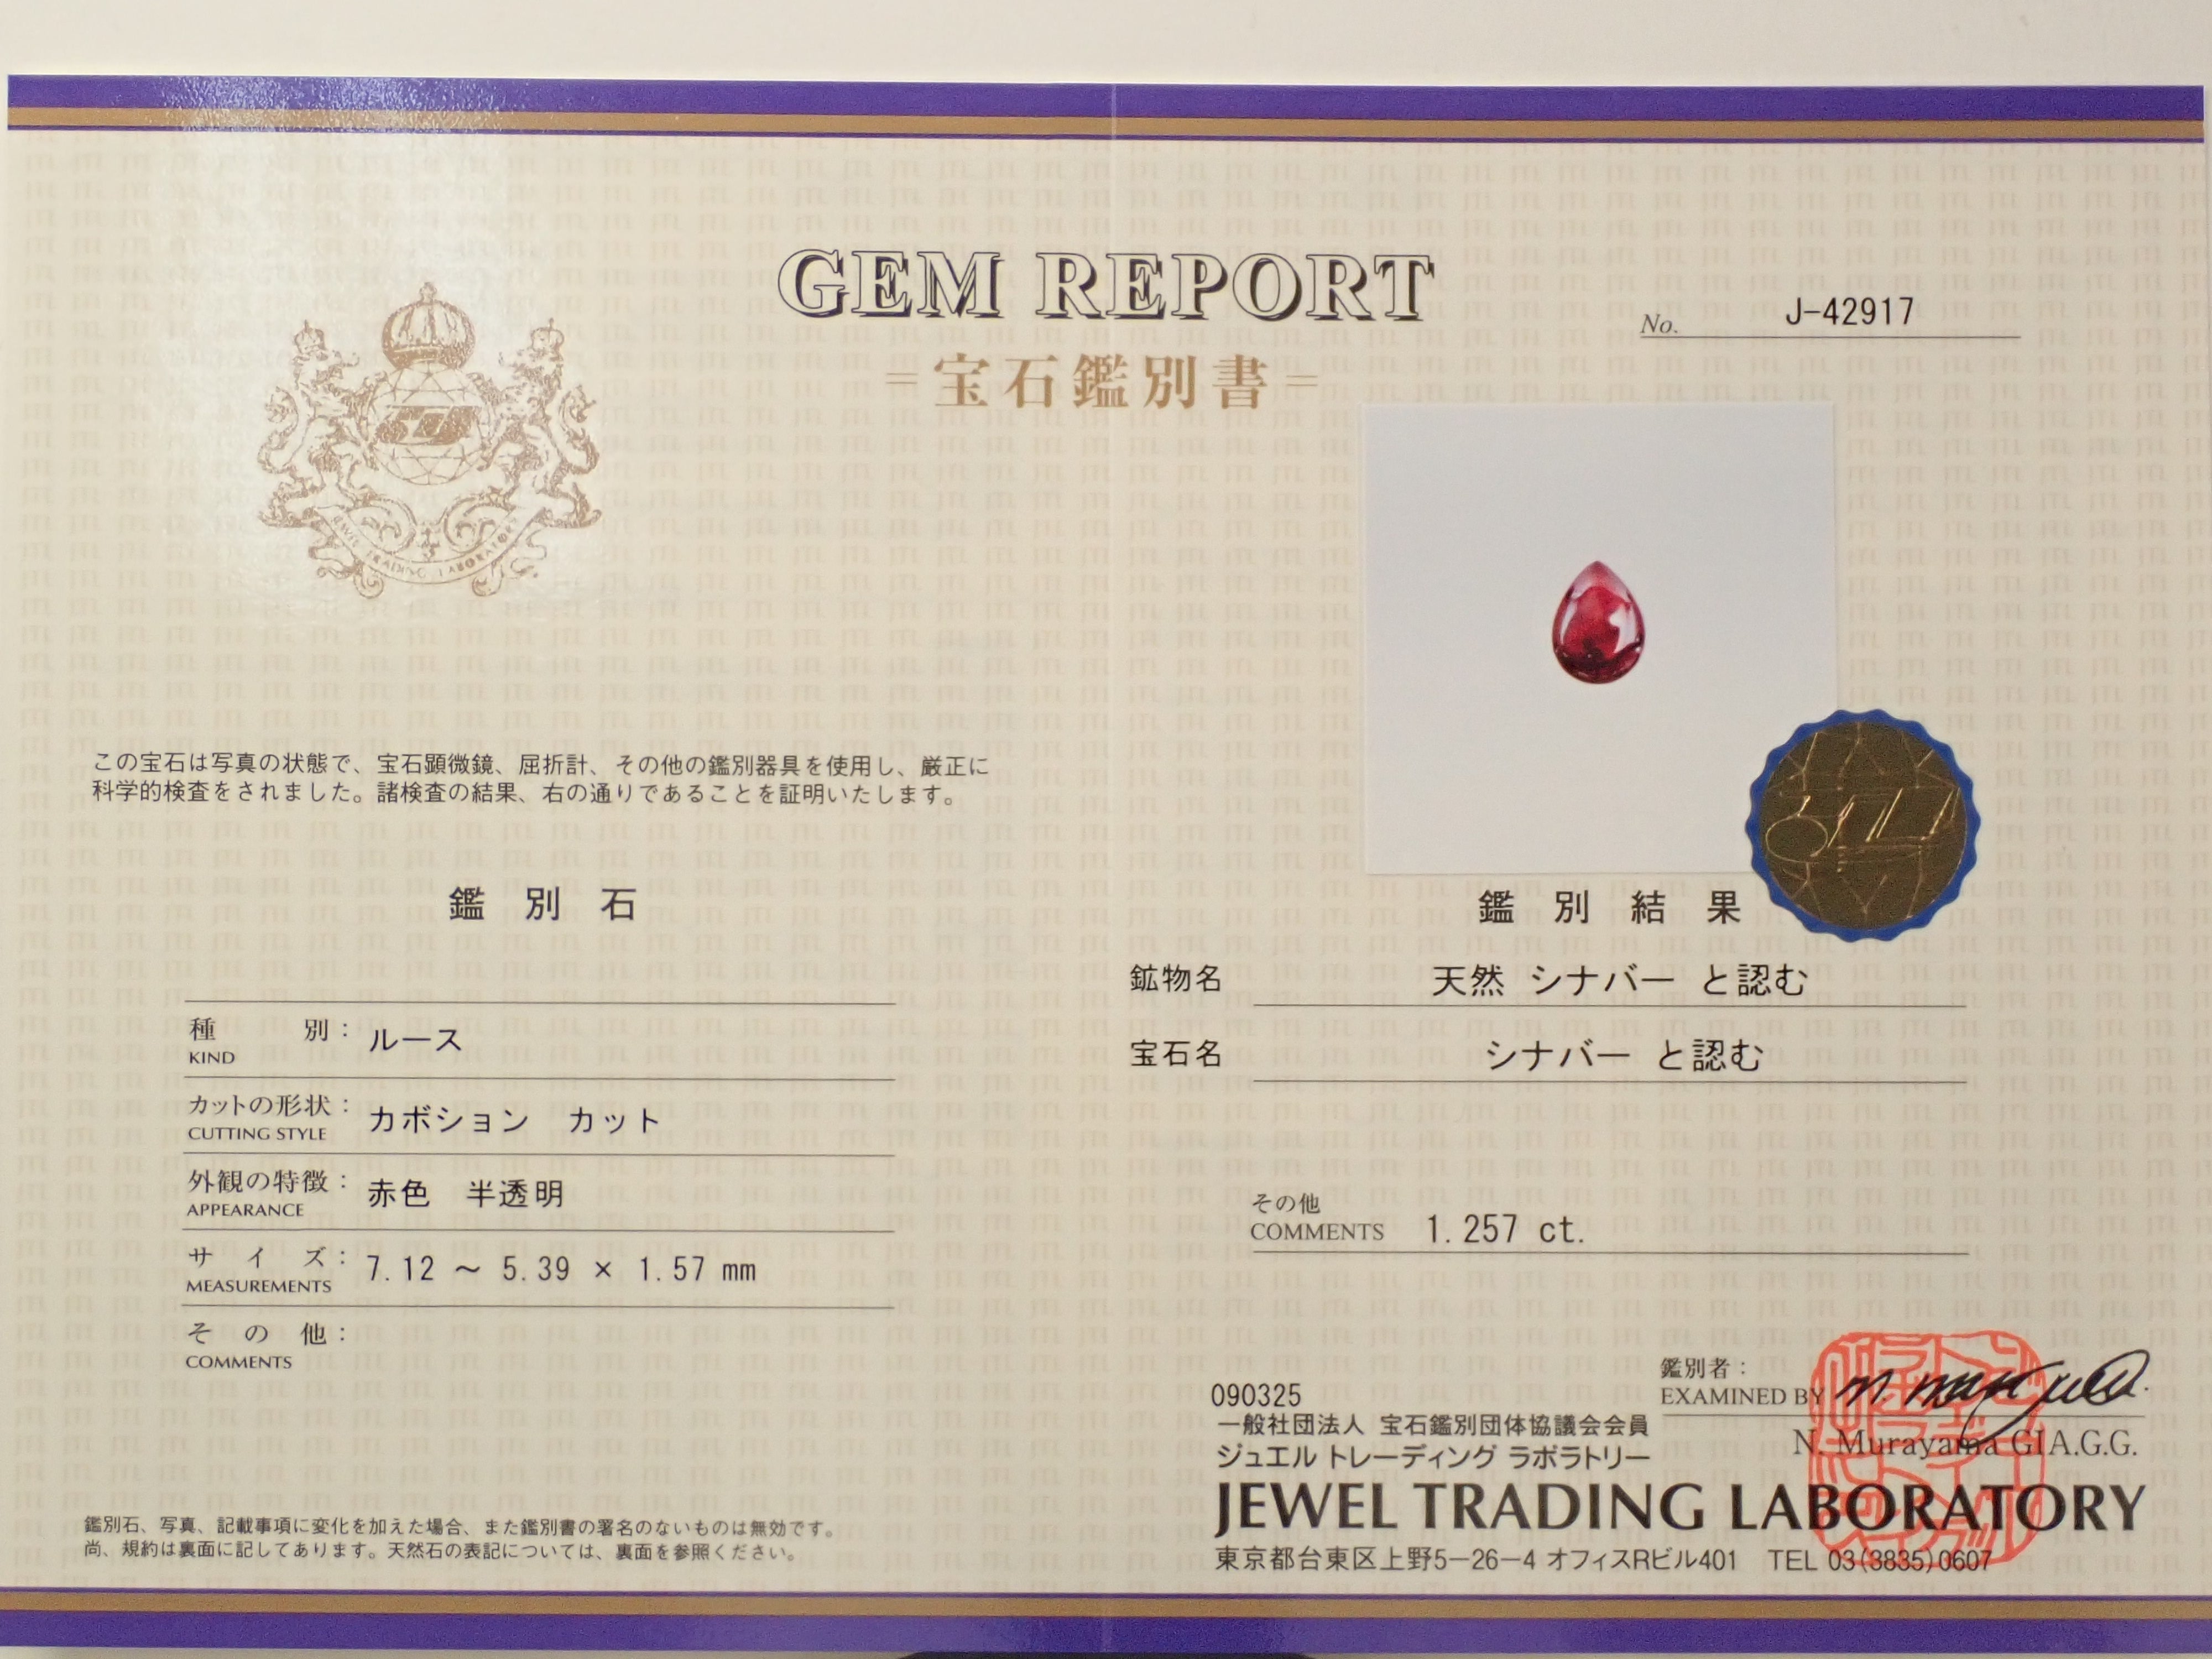 GEM REPORT
No. J-42917
=宝石鑑別書=
JEWEL TRADING LABORATORY
この宝石は写真の状態で、宝石顕微鏡、屈折計、その他の鑑別器具を使用し、厳正に
科学的検査をされました。諸検査の結果、右の通りであることを証明いたします。
鑑別石
種別: ルース
KIND
カットの形状: カボション カット
CUTTING STYLE
外観の特徴: 赤色 半透明
APPEARANCE
サイズ: 7.12 ～ 5.39 × 1.57 mm
MEASUREMENTS
その他:
COMMENTS
鑑別石、写真、記載事項に変化を加えた場合、また鑑別書の署名のないものは無効です。
尚、規約は裏面に記してあります。天然石の表記については、裏面を参照ください。
鑑別結果
鉱物名 天然 シナバー と認む
宝石名 シナバー と認む
その他
COMMENTS 1.257 ct.
鑑別者:
EXAMINED BY
N. Murayama GIA.G.G.
090325
一般社団法人 宝石鑑別団体協議会会員
ジュエル トレーディング ラボラトリー
JEWEL TRADING LABORATORY
東京都台東区上野5-26-4 オフィスRビル401 TEL 03(3835)0607